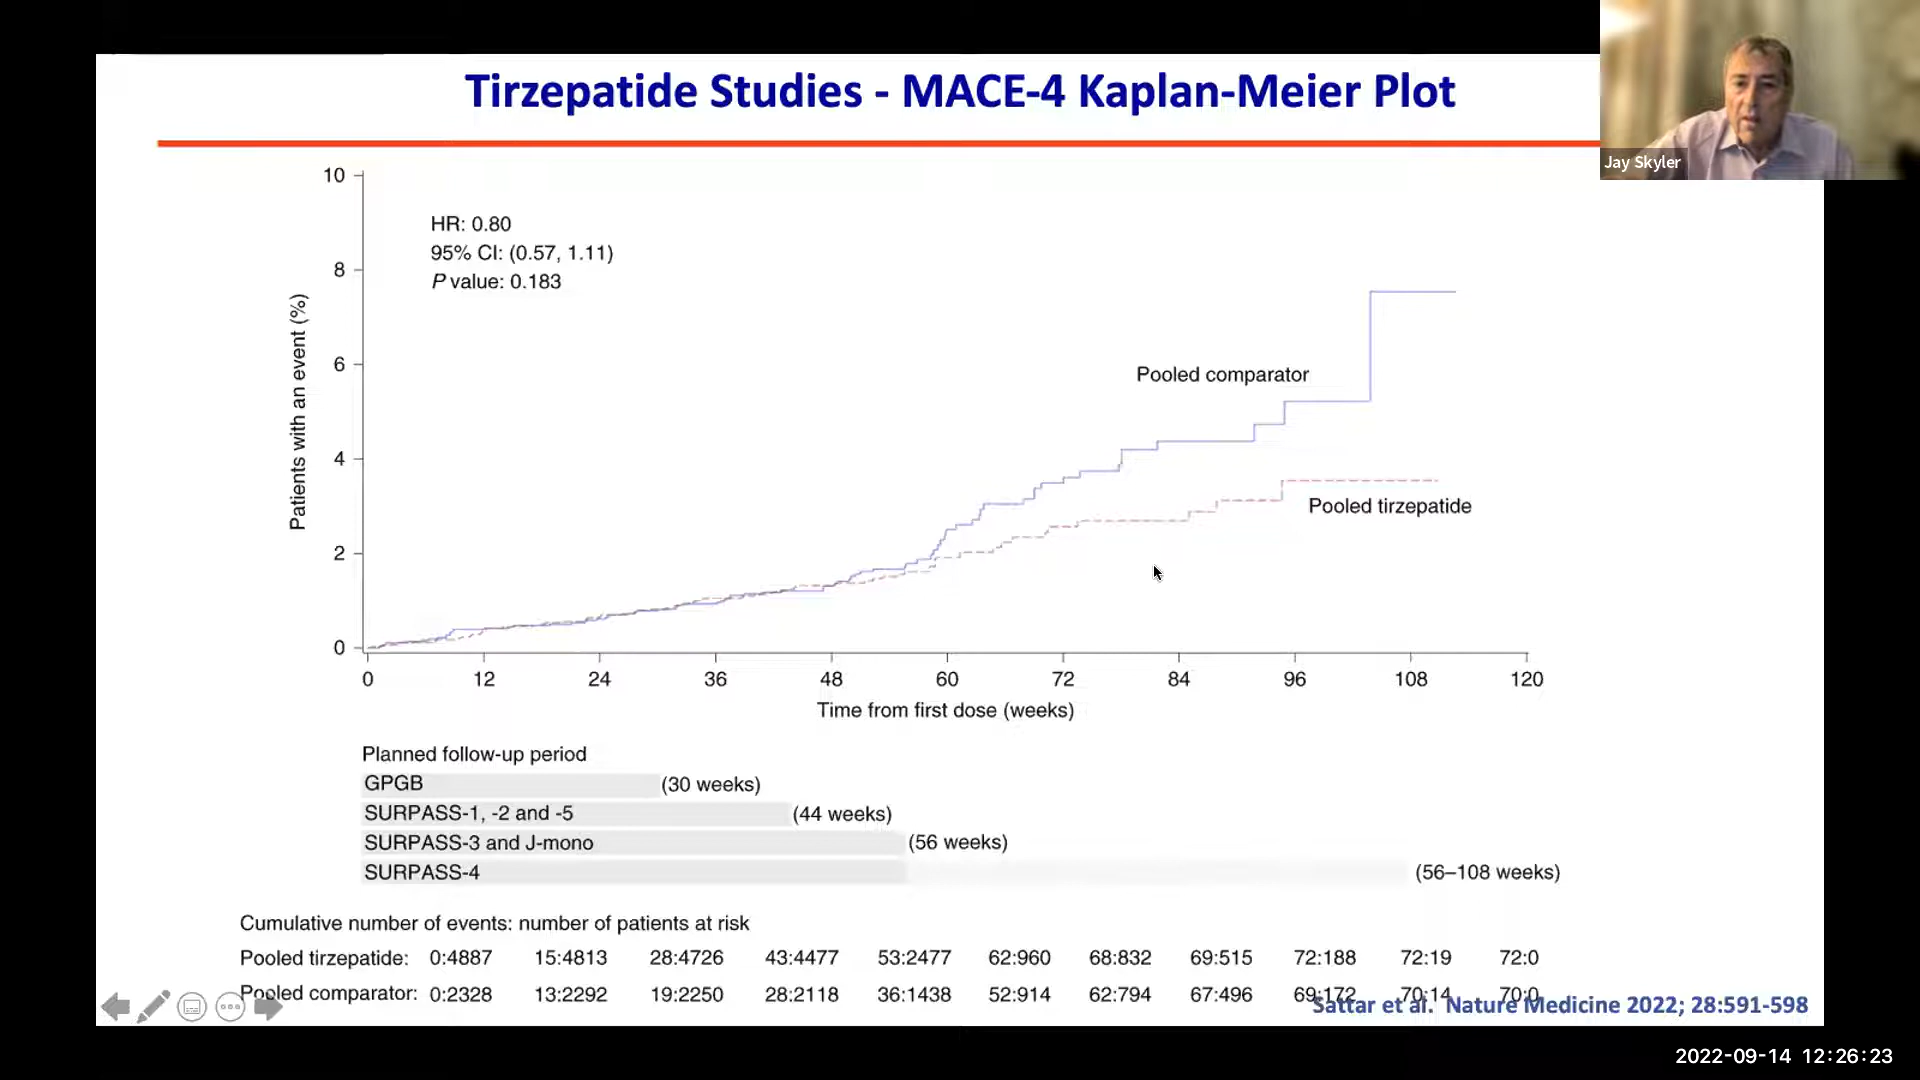 Tirzepatide Studies - MACE-4 Kaplan-Meier Plot
Jay Skyler
HR: 0.80
95% CI: (0.57, 1.11)
P value: 0.183
Patients with an event (%)
10
8
6
4
2
0
Pooled comparator
Pooled tirzepatide
0 12 24 36 48 60 72 84 96 108 120
Time from first dose (weeks)
Planned follow-up period
GPGB (30 weeks)
SURPASS-1, -2 and -5 (44 weeks)
SURPASS-3 and J-mono (56 weeks)
SURPASS-4 (56–108 weeks)
Cumulative number of events: number of patients at risk
Pooled tirzepatide: 0:4887 15:4813 28:4726 43:4477 53:2477 62:960 68:832 69:515 72:188 72:19 72:0
Pooled comparator: 0:2328 13:2292 19:2250 28:2118 36:1438 52:914 62:794 67:496 69:172 70:14 70:0
Sattar et al. Nature Medicine 2022; 28:591-598
2022-09-14 12:26:23